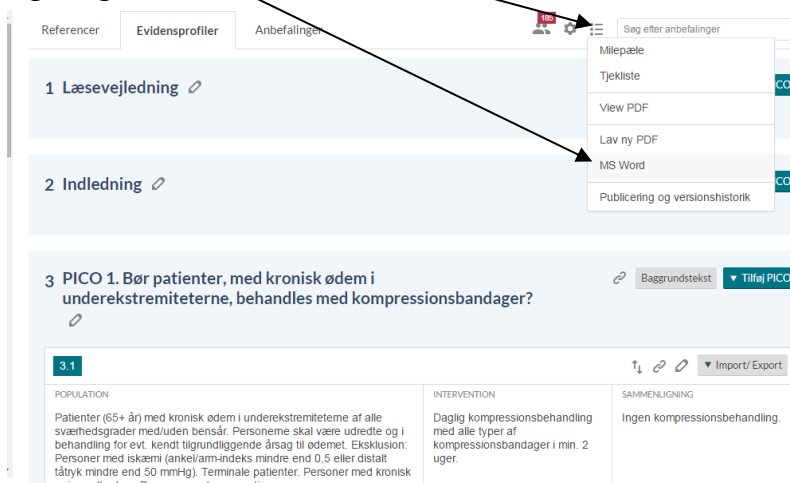 Referencer
Evidensprofiler
Anbefalinger
185
Søg efter anbefalinger
Milepæle
Tjekliste
View PDF
Lav ny PDF
MS Word
Publicering og versionshistorik
1 Læsevejledning
2 Indledning
3 PICO 1. Bør patienter, med kronisk ødem i
underekstremiteterne, behandles med kompressionsbandager?
Baggrundstekst
▼ Tilføj PICO
3.1
▼ Import/ Export
POPULATION
Patienter (65+ år) med kronisk ødem i underekstremiteterne af alle
sværhedsgrader med/uden bensår. Personerne skal være udredte og i
behandling for evt. kendt tilgrundliggende årsag til ødemet. Eksklusion:
Personer med iskæmi (ankel/arm-indeks mindre end 0,5 eller distalt
tåtryk mindre end 50 mmHg). Terminale patienter. Personer med kronisk
INTERVENTION
Daglig kompressionsbehandling
med alle typer af
kompressionsbandager i min. 2
uger.
SAMMENLIGNING
Ingen kompressionsbehandling.